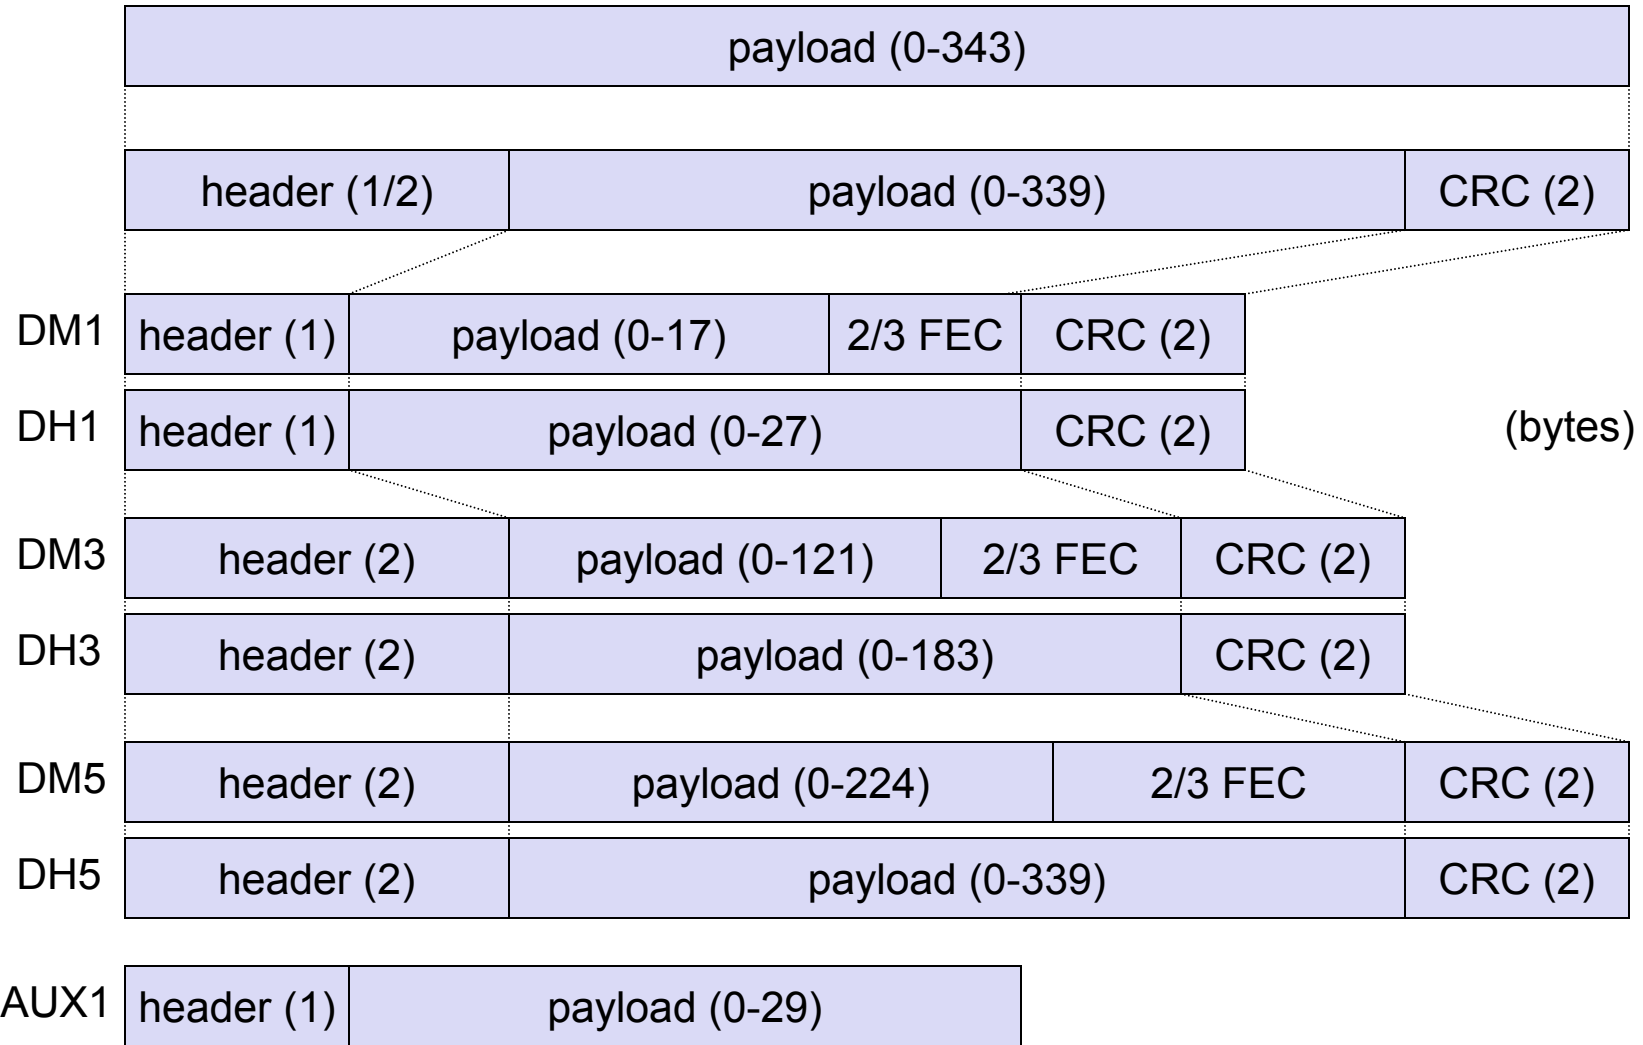 payload (0-343)
header (1/2) payload (0-339) CRC (2)
DM1 header (1) payload (0-17) 2/3 FEC CRC (2)
DH1 header (1) payload (0-27) CRC (2) (bytes)
DM3 header (2) payload (0-121) 2/3 FEC CRC (2)
DH3 header (2) payload (0-183) CRC (2)
DM5 header (2) payload (0-224) 2/3 FEC CRC (2)
DH5 header (2) payload (0-339) CRC (2)
AUX1 header (1) payload (0-29)